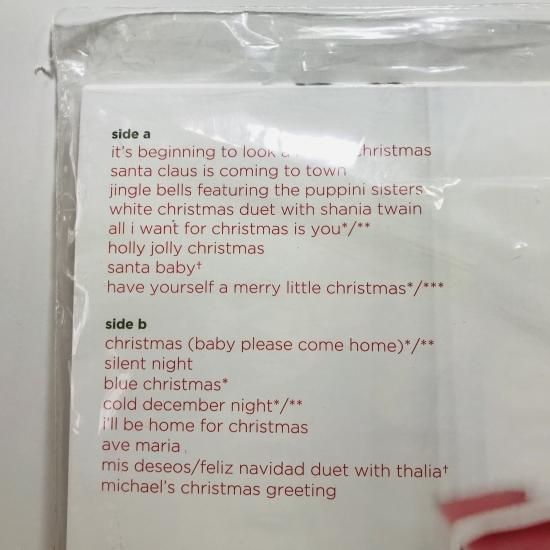 side a
it's beginning to look a christmas
santa claus is coming to town
jingle bells featuring the puppini sisters
white christmas duet with shania twain
all i want for christmas is you*/**
holly jolly christmas
santa baby†
have yourself a merry little christmas*/***
side b
christmas (baby please come home)*/**
silent night
blue christmas*
cold december night*/**
i'll be home for christmas
ave maria
mis deseos/feliz navidad duet with thalia†
michael's christmas greeting